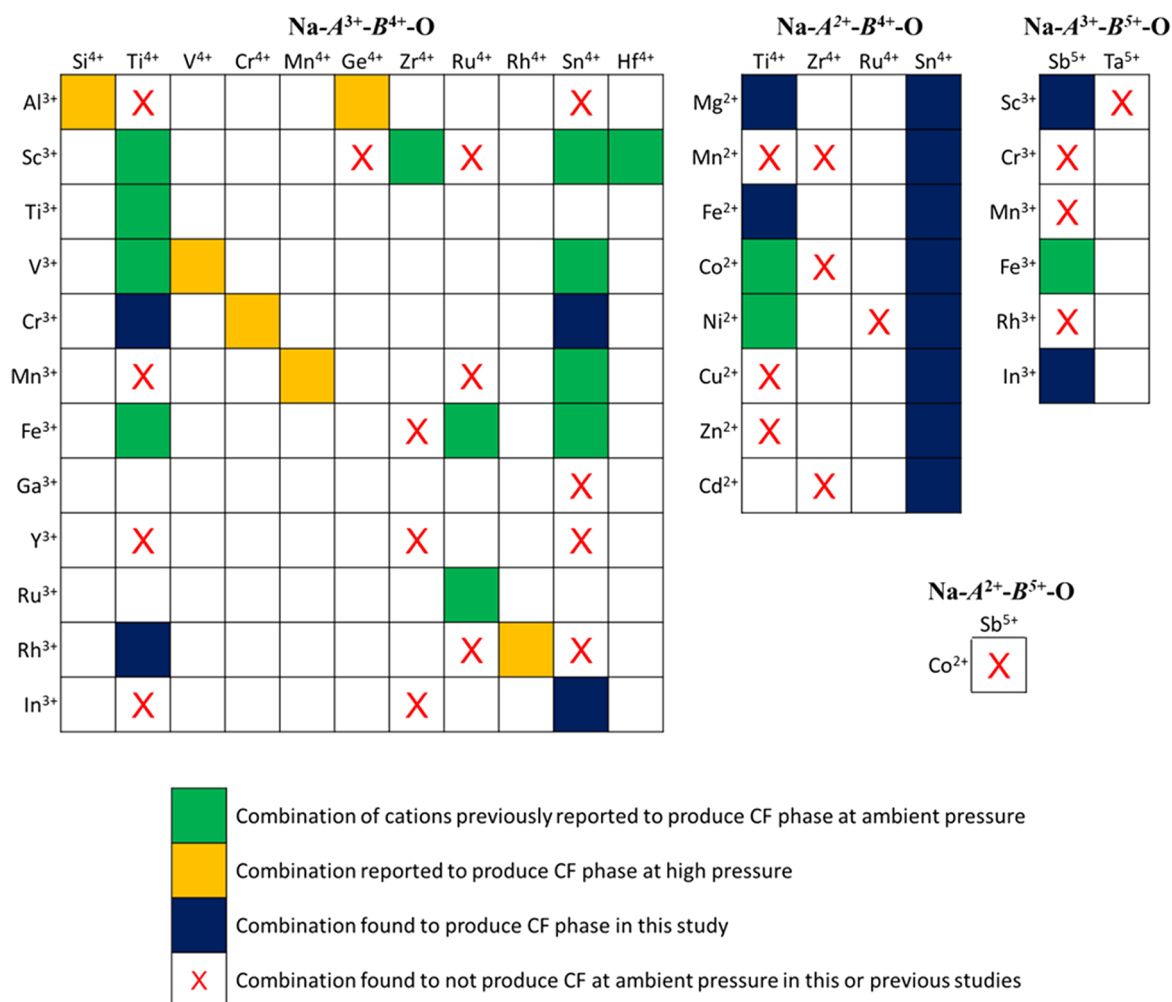 Na-A³⁺-B⁴⁺-O
Si⁴⁺ Ti⁴⁺ V⁴⁺ Cr⁴⁺ Mn⁴⁺ Ge⁴⁺ Zr⁴⁺ Ru⁴⁺ Rh⁴⁺ Sn⁴⁺ Hf⁴⁺
Al³⁺ X X
Sc³⁺ X X
Ti³⁺
V³⁺
Cr³⁺
Mn³⁺ X X
Fe³⁺ X
Ga³⁺ X
Y³⁺ X X X
Ru³⁺
Rh³⁺ X X
In³⁺ X X
Na-A²⁺-B⁴⁺-O
Ti⁴⁺ Zr⁴⁺ Ru⁴⁺ Sn⁴⁺
Mg²⁺
Mn²⁺ X X
Fe²⁺
Co²⁺ X
Ni²⁺ X
Cu²⁺ X
Zn²⁺ X
Cd²⁺ X
Na-A³⁺-B⁵⁺-O
Sb⁵⁺ Ta⁵⁺
Sc³⁺ X
Cr³⁺ X
Mn³⁺ X
Fe³⁺
Rh³⁺ X
In³⁺
Na-A²⁺-B⁵⁺-O
Sb⁵⁺
Co²⁺ X
Combination of cations previously reported to produce CF phase at ambient pressure
Combination reported to produce CF phase at high pressure
Combination found to produce CF phase in this study
X Combination found to not produce CF at ambient pressure in this or previous studies